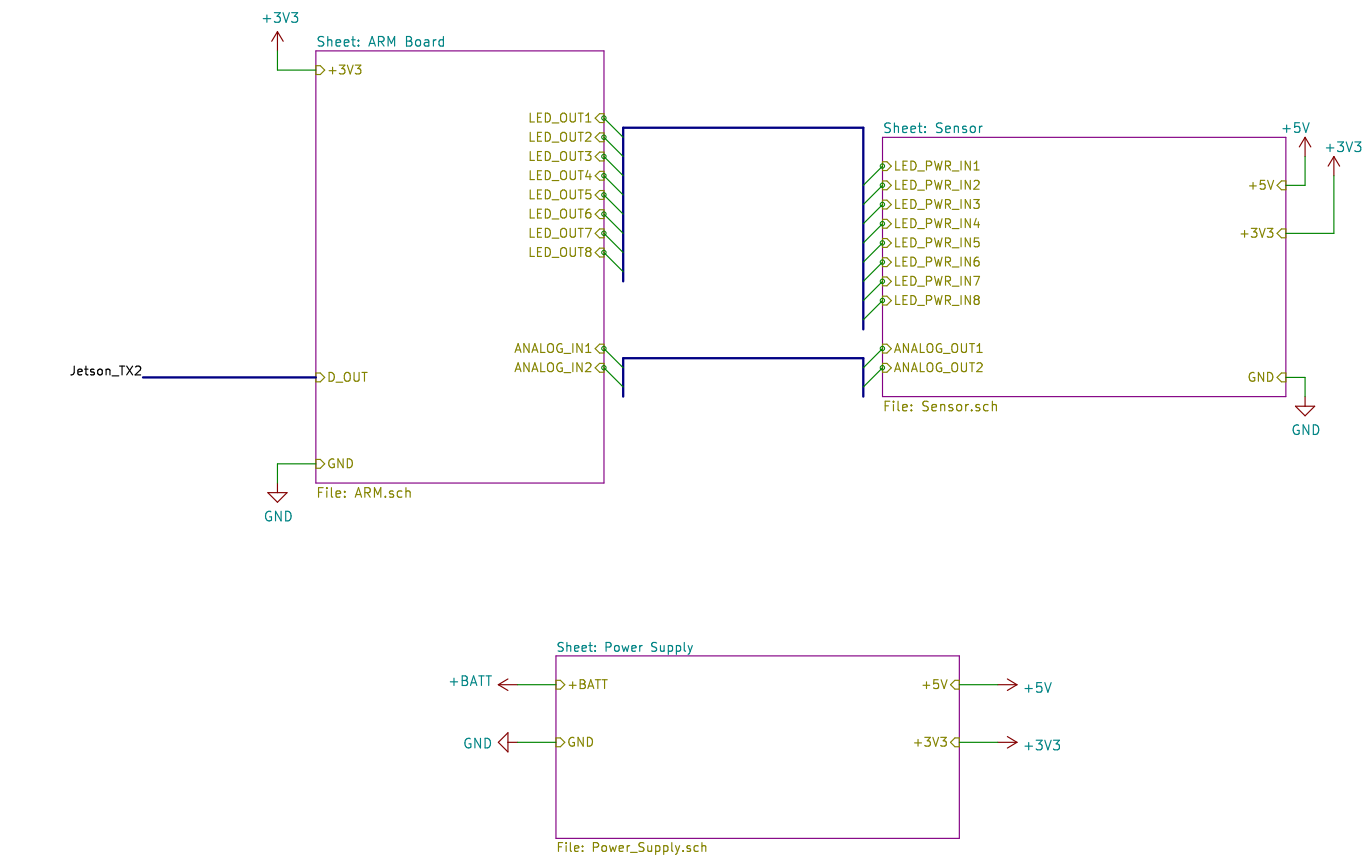 +3V3
Sheet: ARM Board
+3V3
LED_OUT1
LED_OUT2
LED_OUT3
LED_OUT4
LED_OUT5
LED_OUT6
LED_OUT7
LED_OUT8
ANALOG_IN1
ANALOG_IN2
Jetson_TX2
D_OUT
GND
File: ARM.sch
GND
Sheet: Sensor
+5V
+3V3
LED_PWR_IN1
LED_PWR_IN2
LED_PWR_IN3
LED_PWR_IN4
LED_PWR_IN5
LED_PWR_IN6
LED_PWR_IN7
LED_PWR_IN8
+5V
+3V3
ANALOG_OUT1
ANALOG_OUT2
GND
File: Sensor.sch
GND
Sheet: Power Supply
+BATT
+BATT
+5V
+5V
GND
GND
+3V3
+3V3
File: Power_Supply.sch